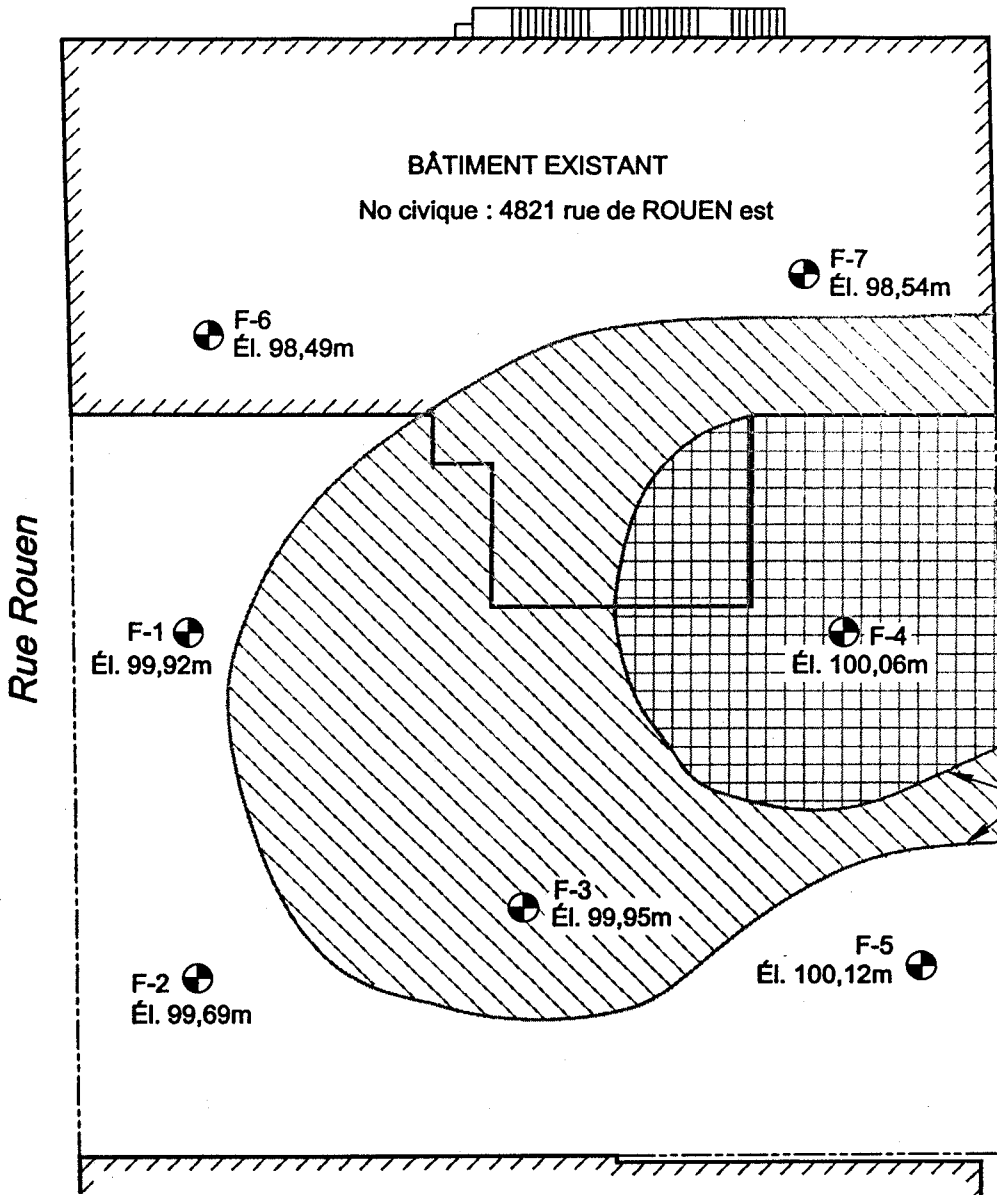 BÂTIMENT EXISTANT
No civique : 4821 rue de ROUEN est
F-7
Él. 98,54m
F-6
Él. 98,49m
Rue Rouen
F-1
Él. 99,92m
F-4
Él. 100,06m
F-3
Él. 99,95m
F-5
Él. 100,12m
F-2
Él. 99,69m